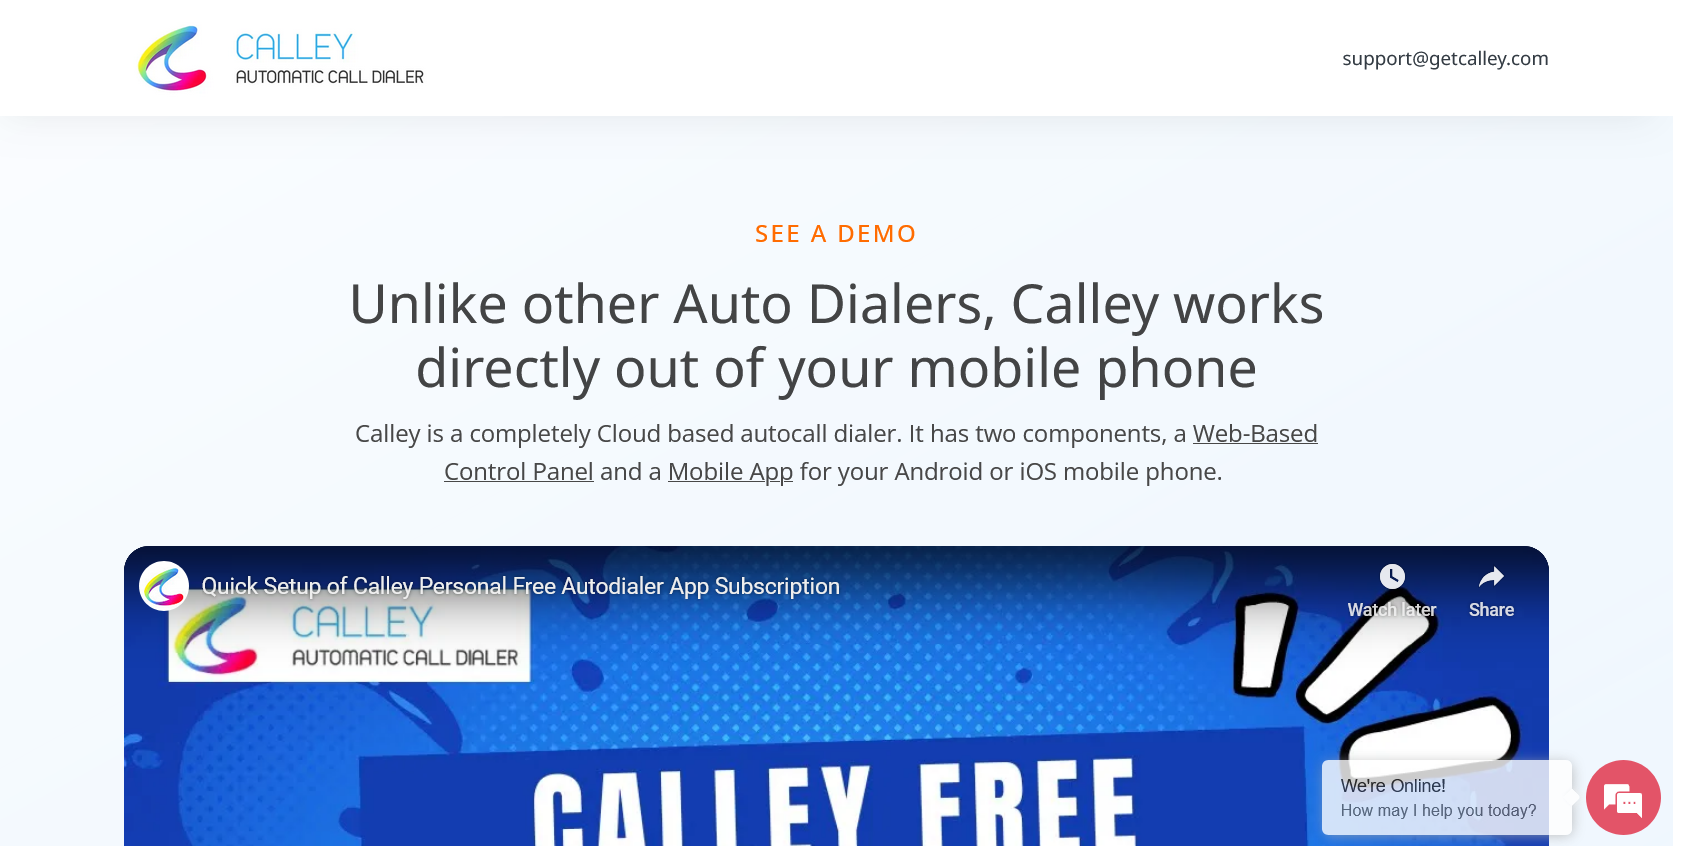 CALLEY
AUTOMATIC CALL DIALER
support@getcalley.com
SEE A DEMO
Unlike other Auto Dialers, Calley works
directly out of your mobile phone
Calley is a completely Cloud based autocall dialer. It has two components, a Web-Based
Control Panel and a Mobile App for your Android or iOS mobile phone.
Quick Setup of Calley Personal Free Autodialer App Subscription
Watch later
Share
CALLEY
AUTOMATIC CALL DIALER
CALLEY FREE
We're Online!
How may I help you today?